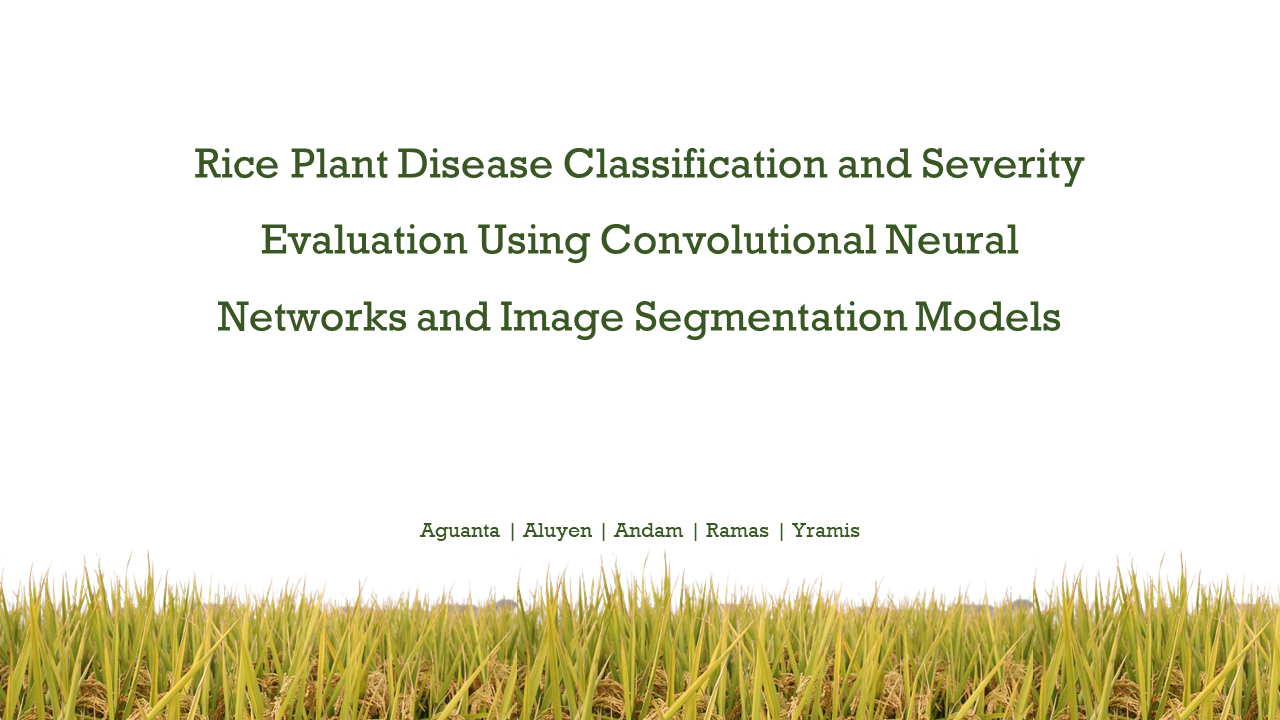 Rice Plant Disease Classification and Severity
Evaluation Using Convolutional Neural
Networks and Image Segmentation Models
Aguanta | Aluyen | Andam | Ramas | Yramis